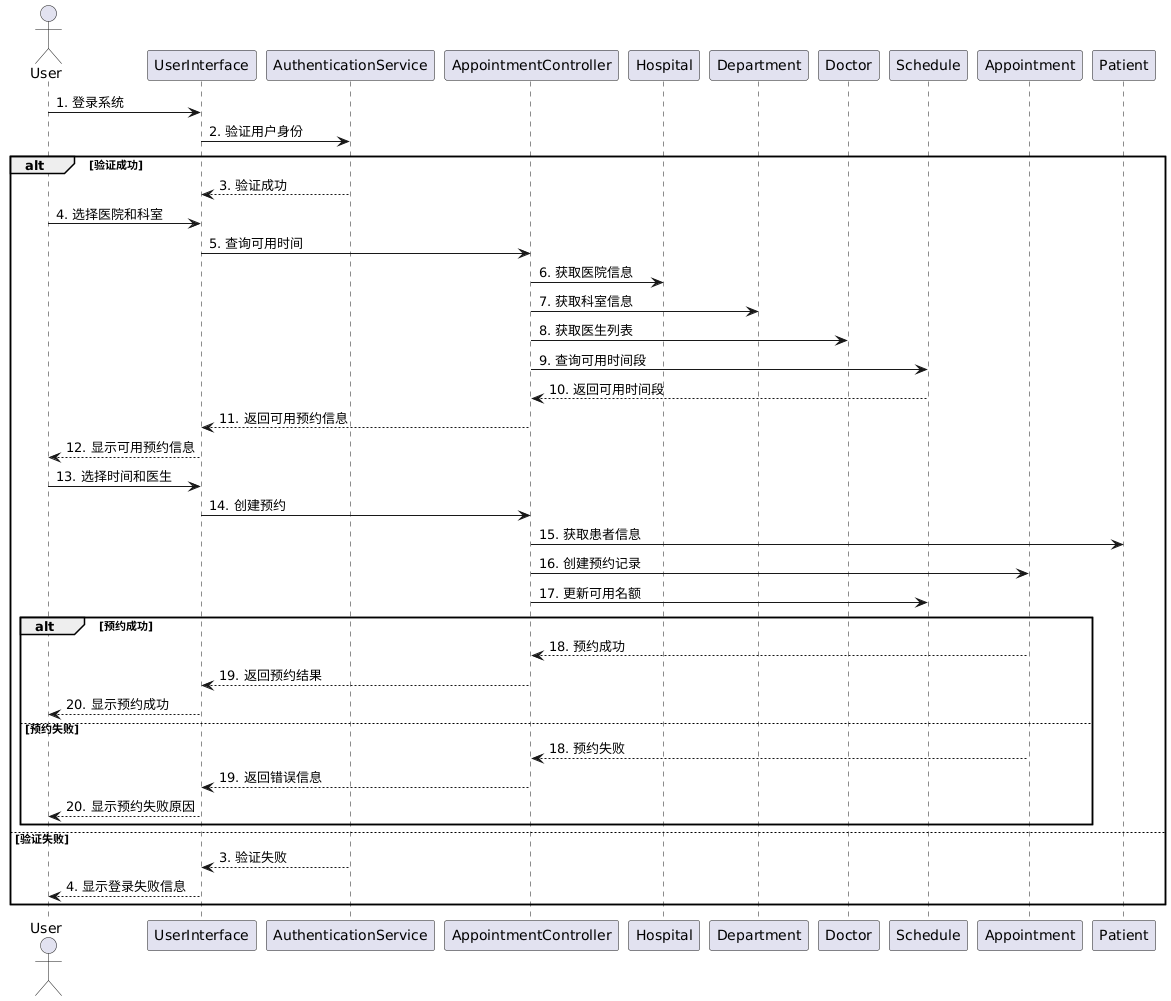 User
UserInterface
AuthenticationService
AppointmentController
Hospital
Department
Doctor
Schedule
Appointment
Patient
1. 登录系统
2. 验证用户身份
alt
[验证成功]
3. 验证成功
4. 选择医院和科室
5. 查询可用时间
6. 获取医院信息
7. 获取科室信息
8. 获取医生列表
9. 查询可用时间段
10. 返回可用时间段
11. 返回可用预约信息
12. 显示可用预约信息
13. 选择时间和医生
14. 创建预约
15. 获取患者信息
16. 创建预约记录
17. 更新可用名额
alt
[预约成功]
18. 预约成功
19. 返回预约结果
20. 显示预约成功
[预约失败]
18. 预约失败
19. 返回错误信息
20. 显示预约失败原因
[验证失败]
3. 验证失败
4. 显示登录失败信息
User
UserInterface
AuthenticationService
AppointmentController
Hospital
Department
Doctor
Schedule
Appointment
Patient